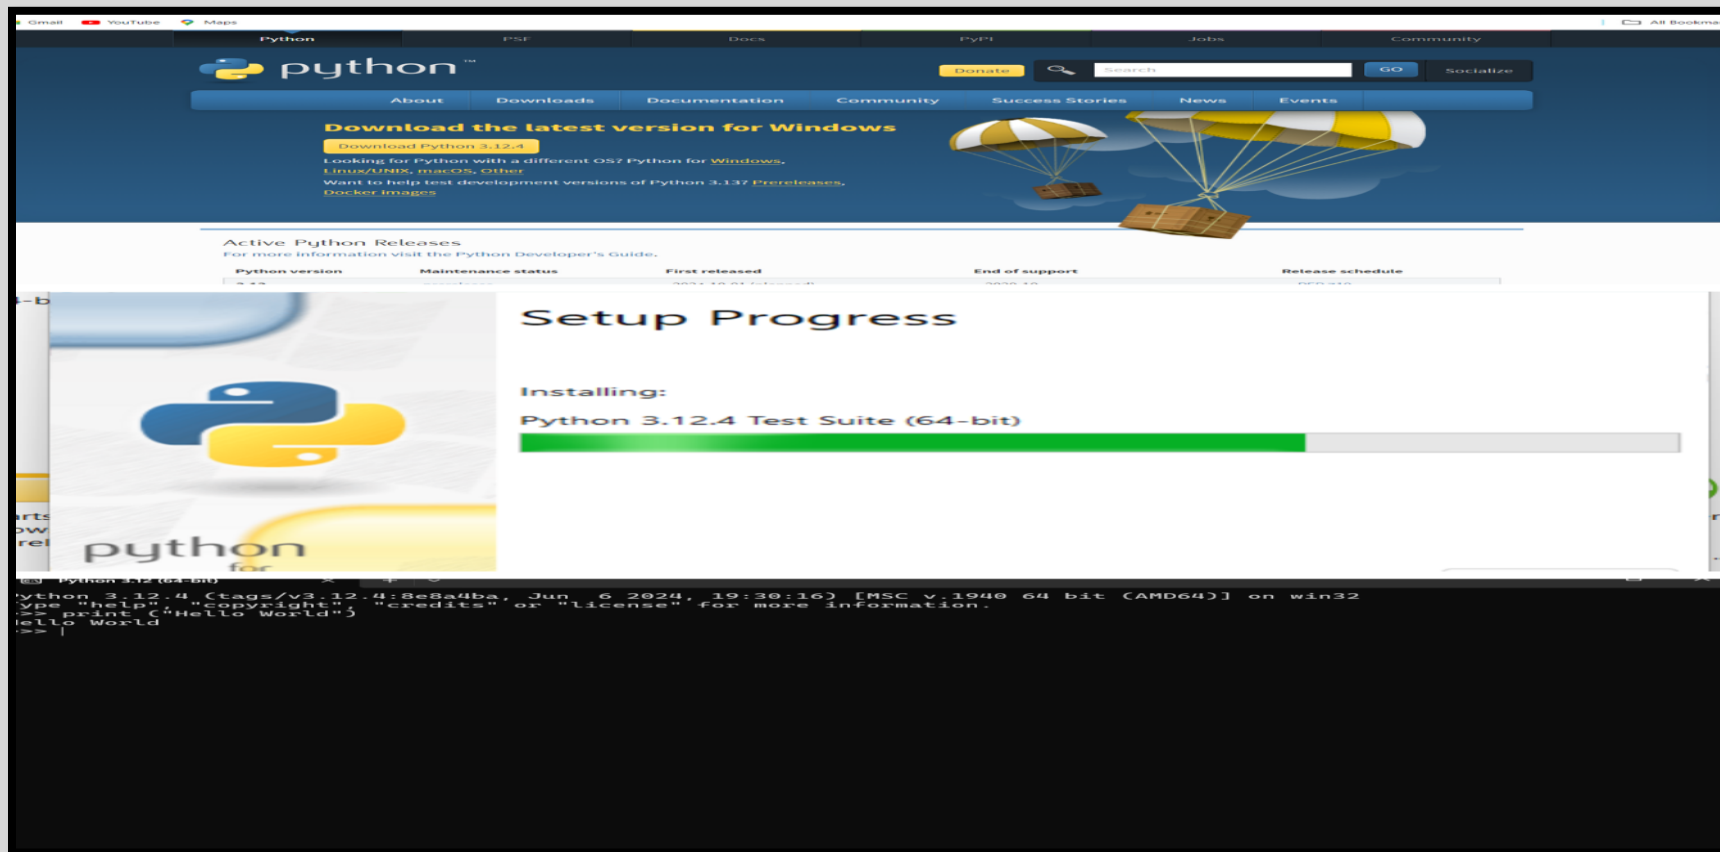 Gmail YouTube Maps All Bookma
Python PSF Docs PyPI Jobs Community
python™ Donate Search GO Socialize
About Downloads Documentation Community Success Stories News Events
Download the latest version for Windows
Download Python 3.12.4
Looking for Python with a different OS? Python for Windows,
Linux/UNIX, macOS, Other
Want to help test development versions of Python 3.13? Prereleases,
Docker images
Active Python Releases
For more information visit the Python Developer's Guide.
Python version Maintenance status First released End of support Release schedule
-b
Setup Progress
Installing:
Python 3.12.4 Test Suite (64-bit)
arts
ow
rel
python
for
Python 3.12 (64-bit)
ython 3.12.4 (tags/v3.12.4:8e8a4ba, Jun  6 2024, 19:30:16) [MSC v.1940 64 bit (AMD64)] on win32
ype "help", "copyright", "credits" or "license" for more information.
>> print ("Hello World")
ello World
>>